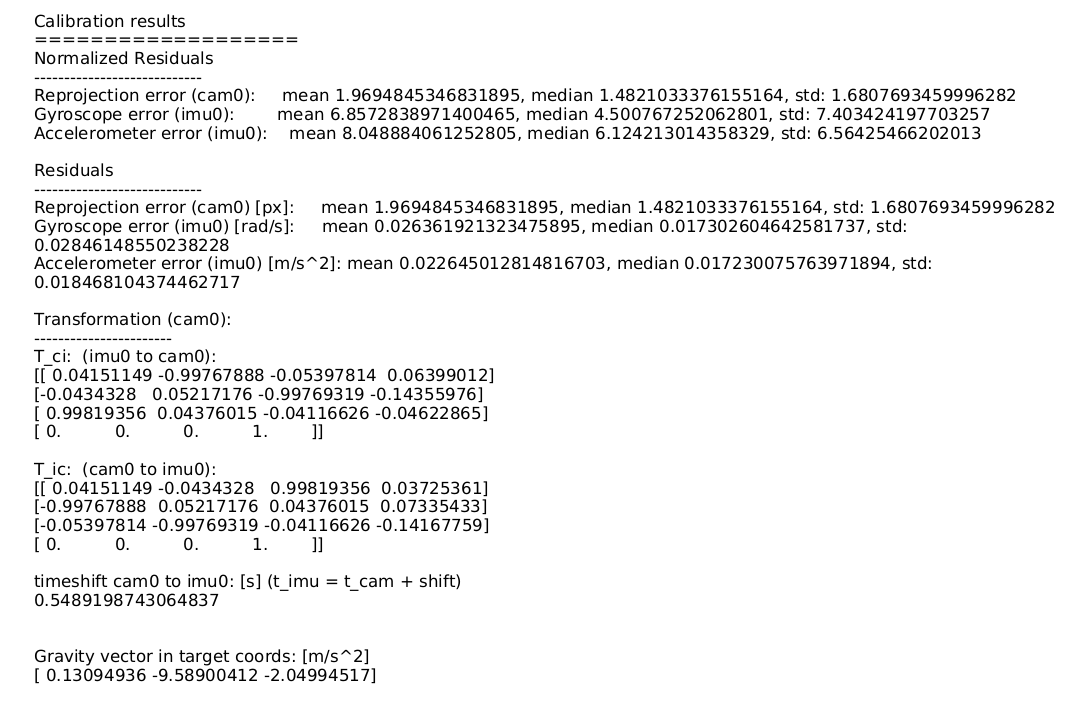 Calibration results
===================
Normalized Residuals
----------------------------
Reprojection error (cam0):     mean 1.9694845346831895, median 1.4821033376155164, std: 1.6807693459996282
Gyroscope error (imu0):        mean 6.8572838971400465, median 4.500767252062801, std: 7.403424197703257
Accelerometer error (imu0):    mean 8.048884061252805, median 6.124213014358329, std: 6.56425466202013
Residuals
----------------------------
Reprojection error (cam0) [px]:     mean 1.9694845346831895, median 1.4821033376155164, std: 1.6807693459996282
Gyroscope error (imu0) [rad/s]:     mean 0.026361921323475895, median 0.017302604642581737, std:
0.02846148550238228
Accelerometer error (imu0) [m/s^2]: mean 0.022645012814816703, median 0.017230075763971894, std:
0.018468104374462717
Transformation (cam0):
-----------------------
T_ci:  (imu0 to cam0):
[[ 0.04151149 -0.99767888 -0.05397814  0.06399012]
[-0.0434328   0.05217176 -0.99769319 -0.14355976]
[ 0.99819356  0.04376015 -0.04116626 -0.04622865]
[ 0.          0.          0.          1.        ]]
T_ic:  (cam0 to imu0):
[[ 0.04151149 -0.0434328   0.99819356  0.03725361]
[-0.99767888  0.05217176  0.04376015  0.07335433]
[-0.05397814 -0.99769319 -0.04116626 -0.14167759]
[ 0.          0.          0.          1.        ]]
timeshift cam0 to imu0: [s] (t_imu = t_cam + shift)
0.5489198743064837
Gravity vector in target coords: [m/s^2]
[ 0.13094936 -9.58900412 -2.04994517]